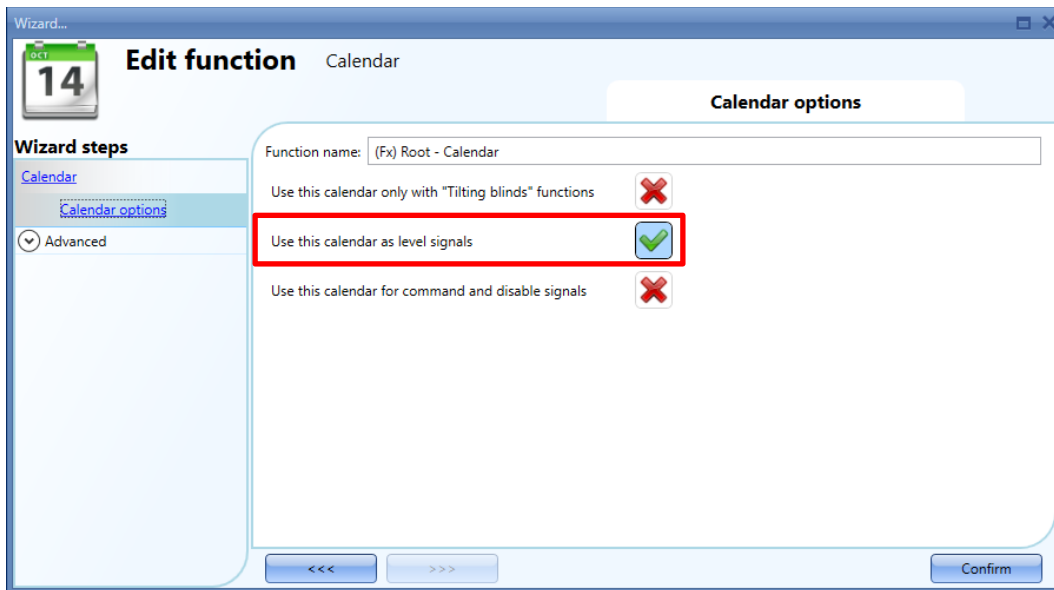 Wizard...
OCT
14
Edit function Calendar
Calendar options
Wizard steps
Calendar
Calendar options
Advanced
Function name: (Fx) Root - Calendar
Use this calendar only with "Tilting blinds" functions
Use this calendar as level signals
Use this calendar for command and disable signals
<<< >>> Confirm